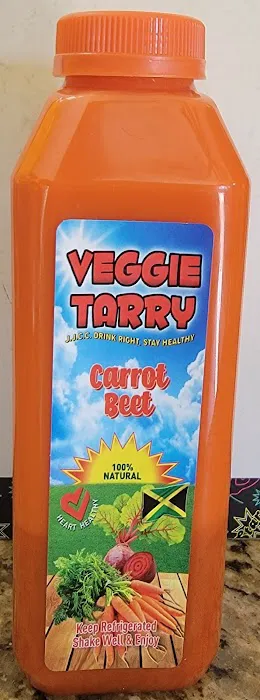 VEGGIE
TARRY
J.I.C.C. DRINK RIGHT, STAY HEALTHY
Carrot
Beet
100%
NATURAL
HEART HEALTHY
Keep Refrigerated
Shake Well & Enjoy